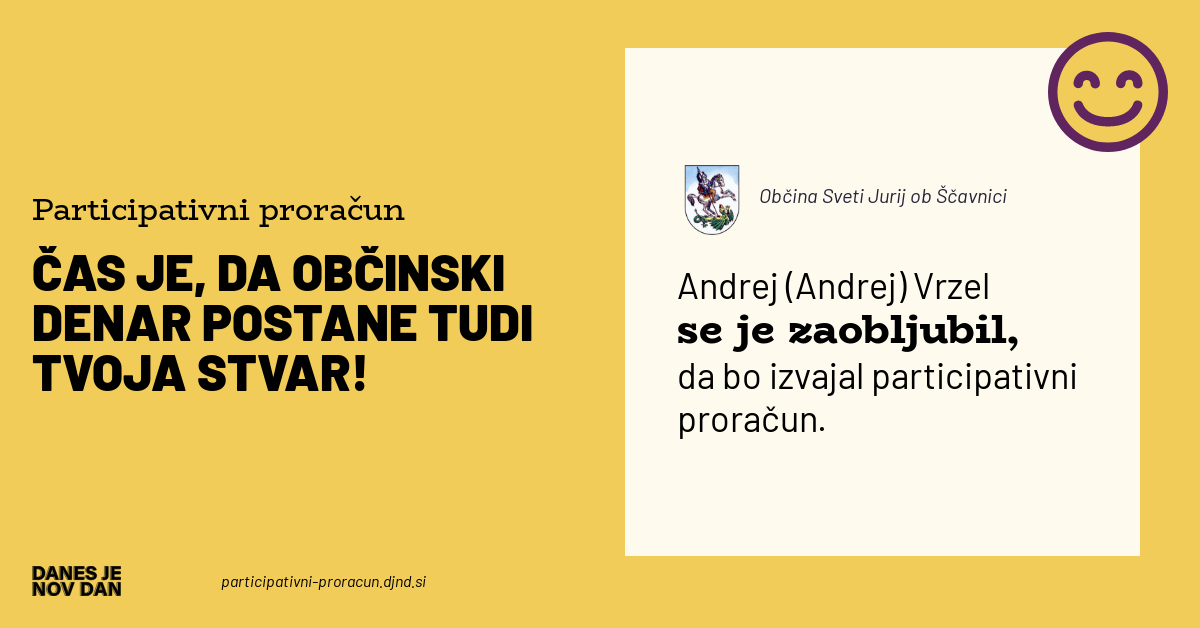 Participativni proračun
ČAS JE, DA OBČINSKI
DENAR POSTANE TUDI
TVOJA STVAR!
DANES JE
NOV DAN
participativni-proracun.djnd.si
Občina Sveti Jurij ob Ščavnici
Andrej (Andrej) Vrzel
se je zaobljubil,
da bo izvajal participativni
proračun.